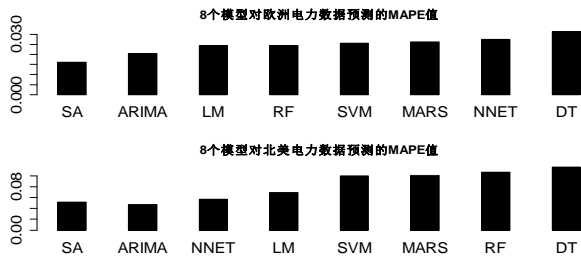 8个模型对欧洲电力数据预测的MAPE值
0.030
0.000
SA ARIMA LM RF SVM MARS NNET DT
8个模型对北美电力数据预测的MAPE值
0.08
0.00
SA ARIMA NNET LM SVM MARS RF DT